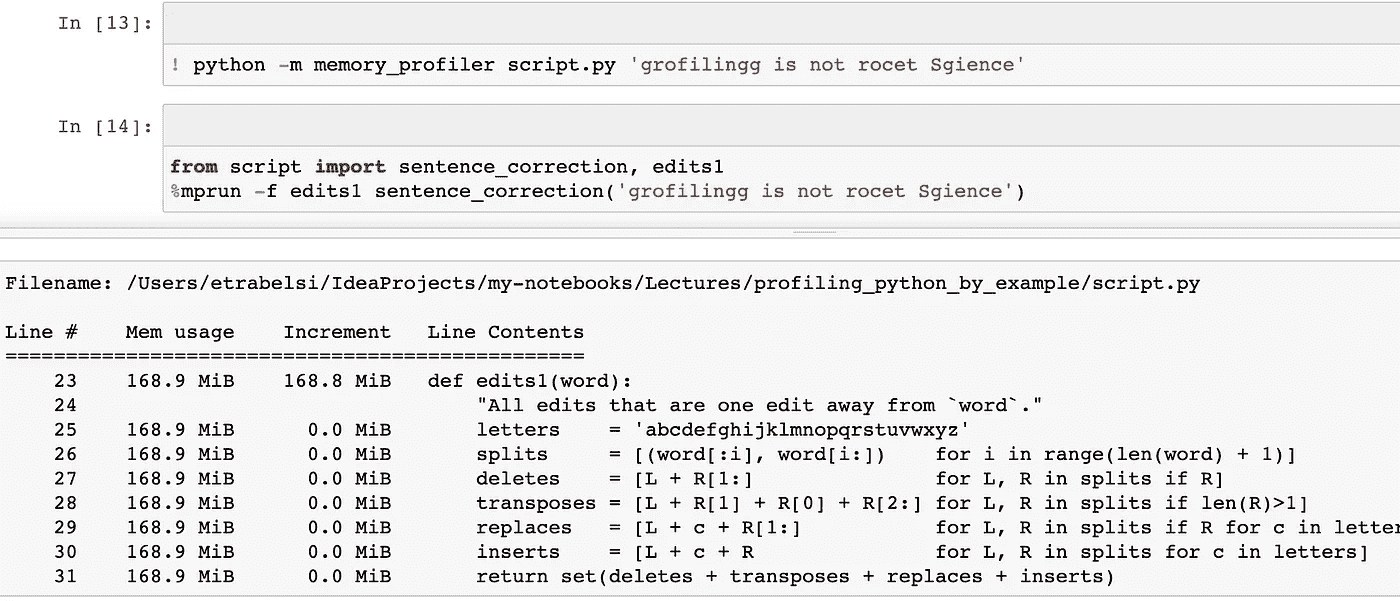 In [13]:
! python -m memory_profiler script.py 'grofilingg is not rocet Sgience'
In [14]:
from script import sentence_correction, edits1
%mprun -f edits1 sentence_correction('grofilingg is not rocet Sgience')
Filename: /Users/etrabelsi/IdeaProjects/my-notebooks/Lectures/profiling_python_by_example/script.py
Line #    Mem usage    Increment   Line Contents
================================================
    23    168.9 MiB    168.8 MiB   def edits1(word):
    24                                 "All edits that are one edit away from `word`."
    25    168.9 MiB      0.0 MiB       letters    = 'abcdefghijklmnopqrstuvwxyz'
    26    168.9 MiB      0.0 MiB       splits     = [(word[:i], word[i:])    for i in range(len(word) + 1)]
    27    168.9 MiB      0.0 MiB       deletes    = [L + R[1:]               for L, R in splits if R]
    28    168.9 MiB      0.0 MiB       transposes = [L + R[1] + R[0] + R[2:] for L, R in splits if len(R)>1]
    29    168.9 MiB      0.0 MiB       replaces   = [L + c + R[1:]           for L, R in splits if R for c in letter
    30    168.9 MiB      0.0 MiB       inserts    = [L + c + R               for L, R in splits for c in letters]
    31    168.9 MiB      0.0 MiB       return set(deletes + transposes + replaces + inserts)